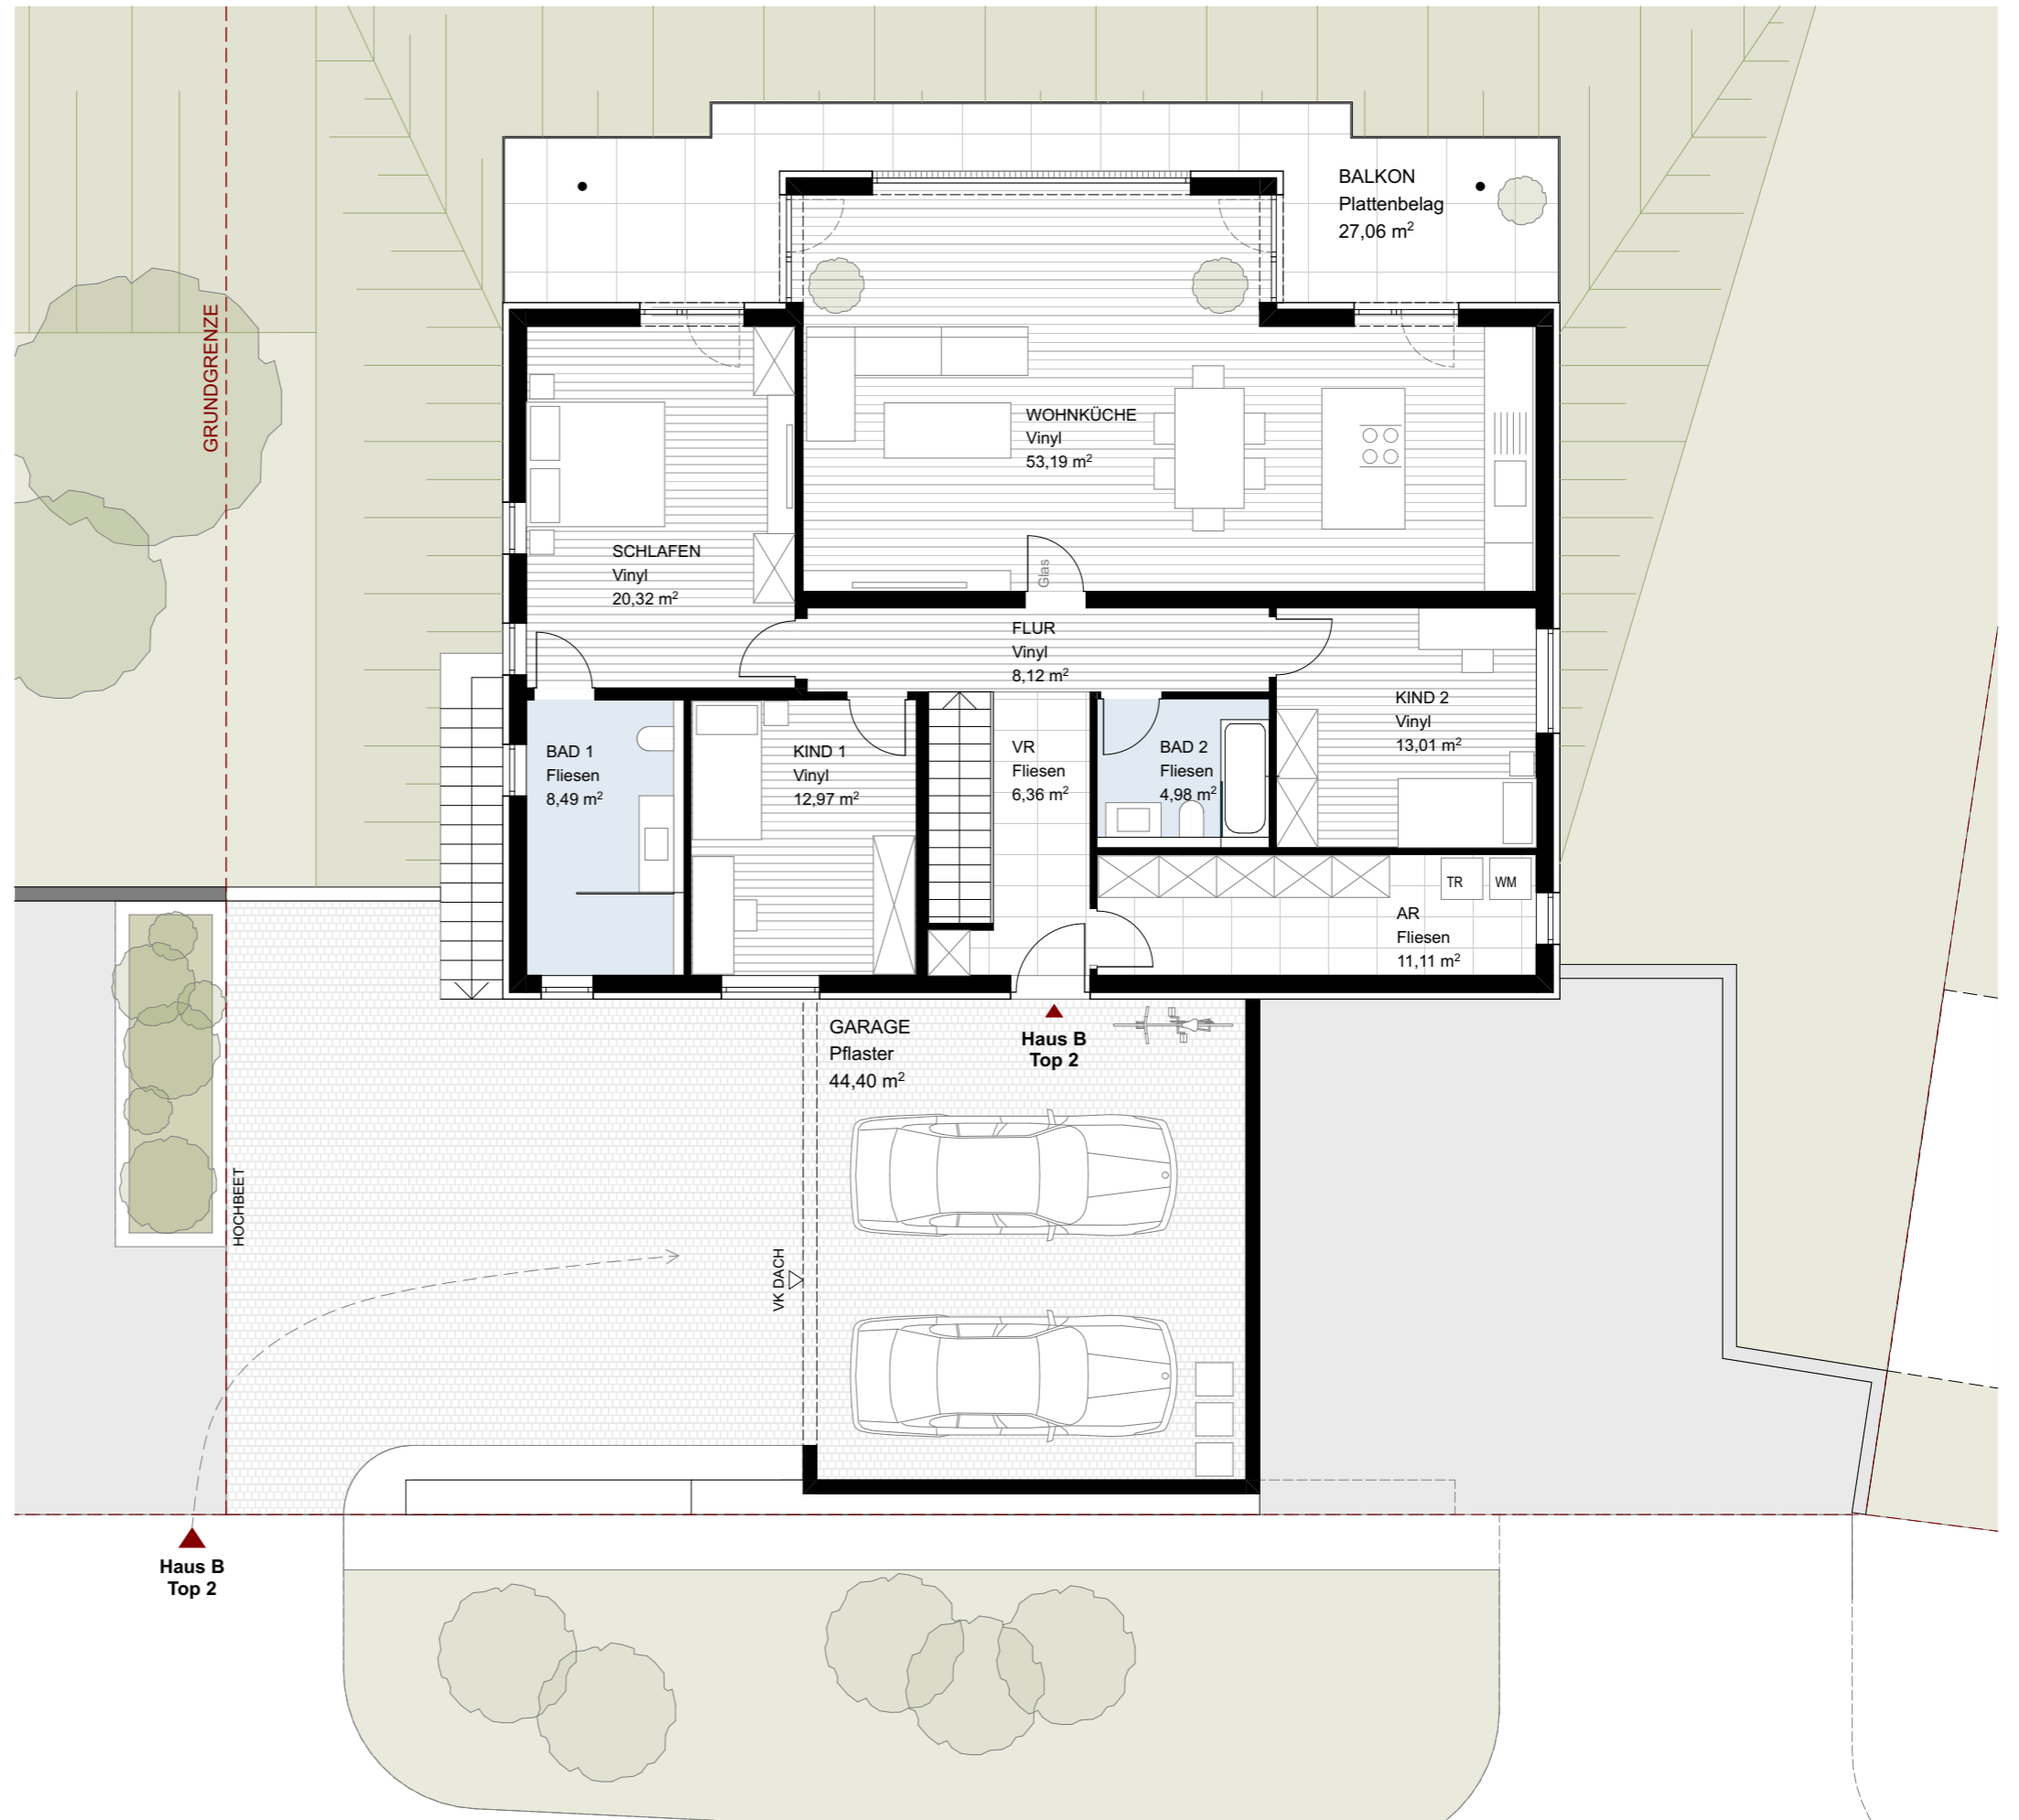 BALKON
Plattenbelag
27,06 m²
GRUNDGRENZE
WOHNKÜCHE
Vinyl
53,19 m²
SCHLAFEN
Vinyl
20,32 m²
Glas
FLUR
Vinyl
8,12 m²
KIND 2
Vinyl
13,01 m²
BAD 1
Fliesen
8,49 m²
KIND 1
Vinyl
12,97 m²
VR
Fliesen
6,36 m²
BAD 2
Fliesen
4,98 m²
TR
WM
AR
Fliesen
11,11 m²
GARAGE
Pflaster
44,40 m²
Haus B
Top 2
HOCHBEET
VK DACH
Haus B
Top 2